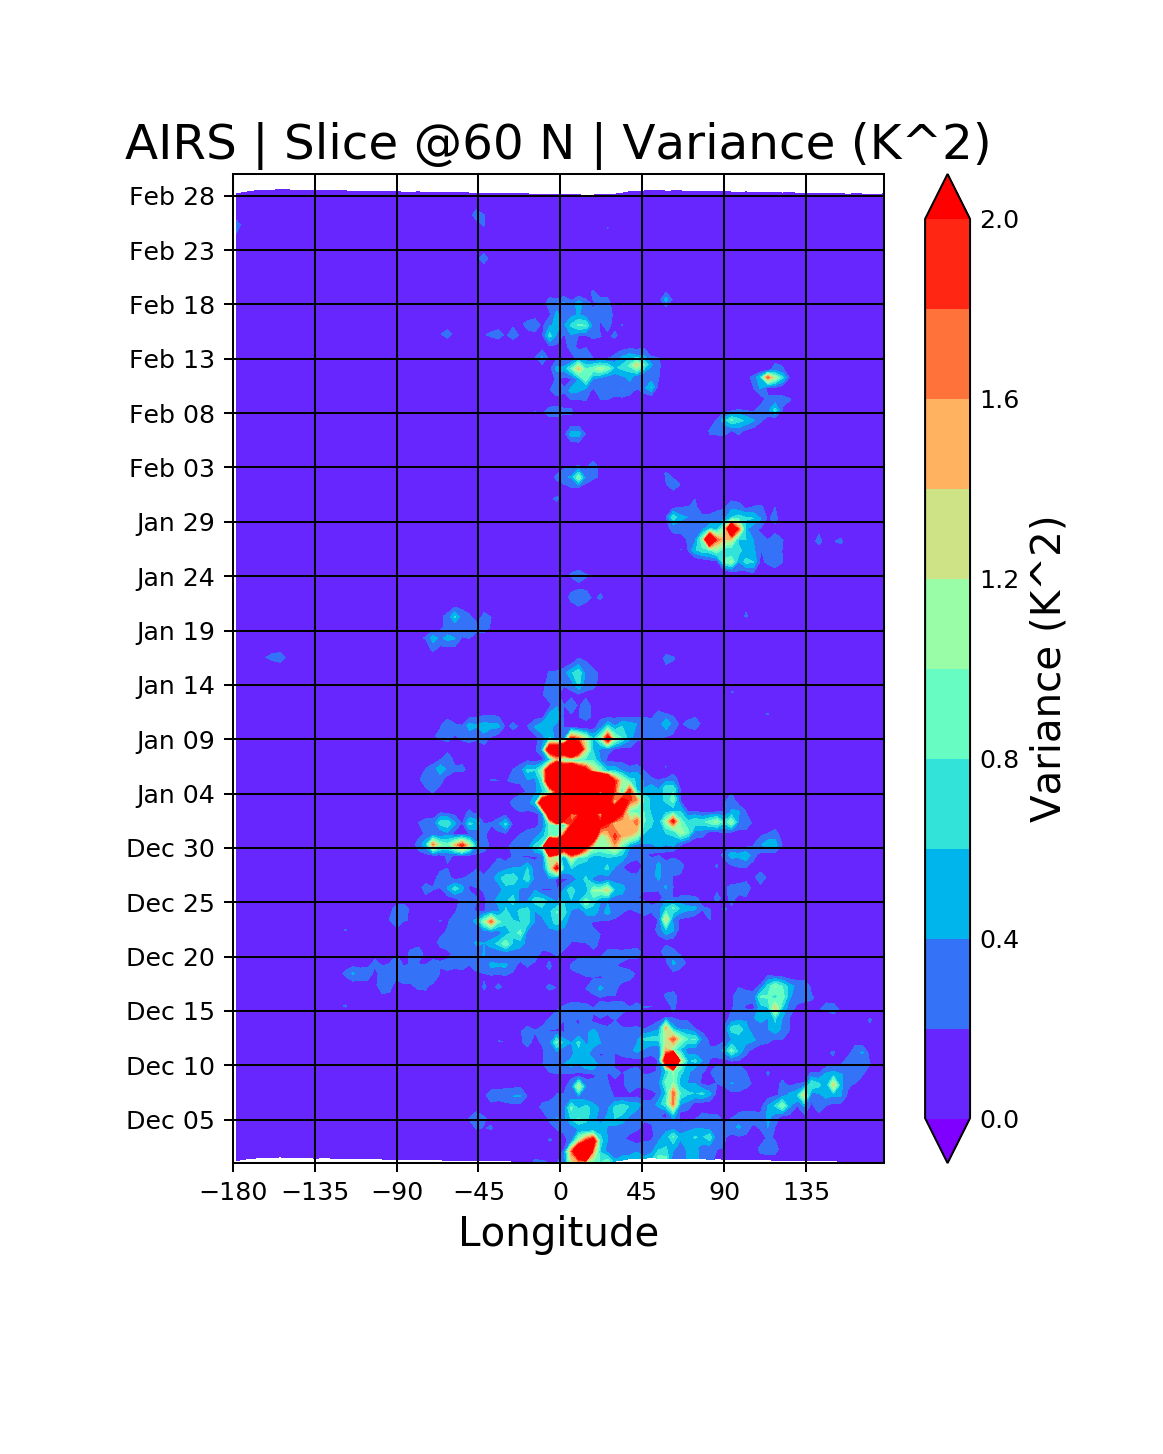 AIRS | Slice @60 N | Variance (K^2)
Feb 28
Feb 23
Feb 18
Feb 13
Feb 08
Feb 03
Jan 29
Jan 24
Jan 19
Jan 14
Jan 09
Jan 04
Dec 30
Dec 25
Dec 20
Dec 15
Dec 10
Dec 05
−180 −135 −90 −45 0 45 90 135
Longitude
2.0
1.6
1.2
0.8
0.4
0.0
Variance (K^2)